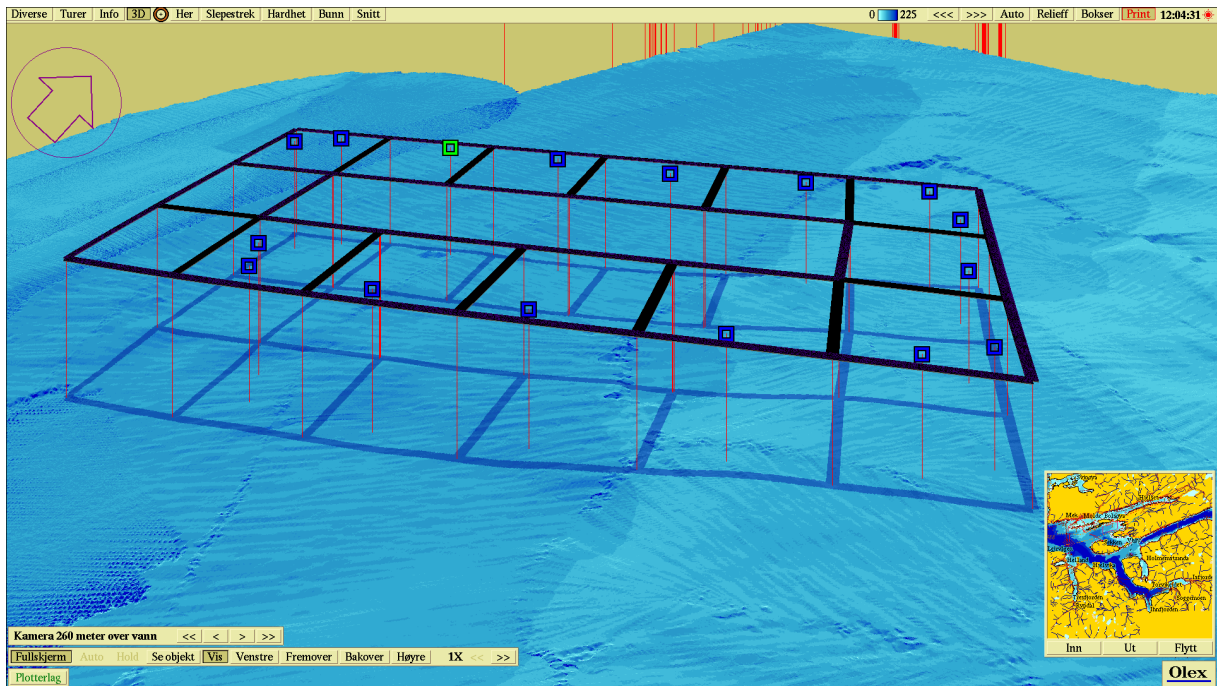 Diverse Turer Info 3D Her Slepestrek Hardhet Bunn Snitt 0 225 <<< >>> Auto Relieff Bokser Print 12:04:31
Holmemstranda
Kamera 260 meter over vann << < > >>
Fullskjerm Auto Hold Se objekt Vis Venstre Fremover Bakover Høyre 1X << >>
Inn Ut Flytt
Plotterlag
Olex